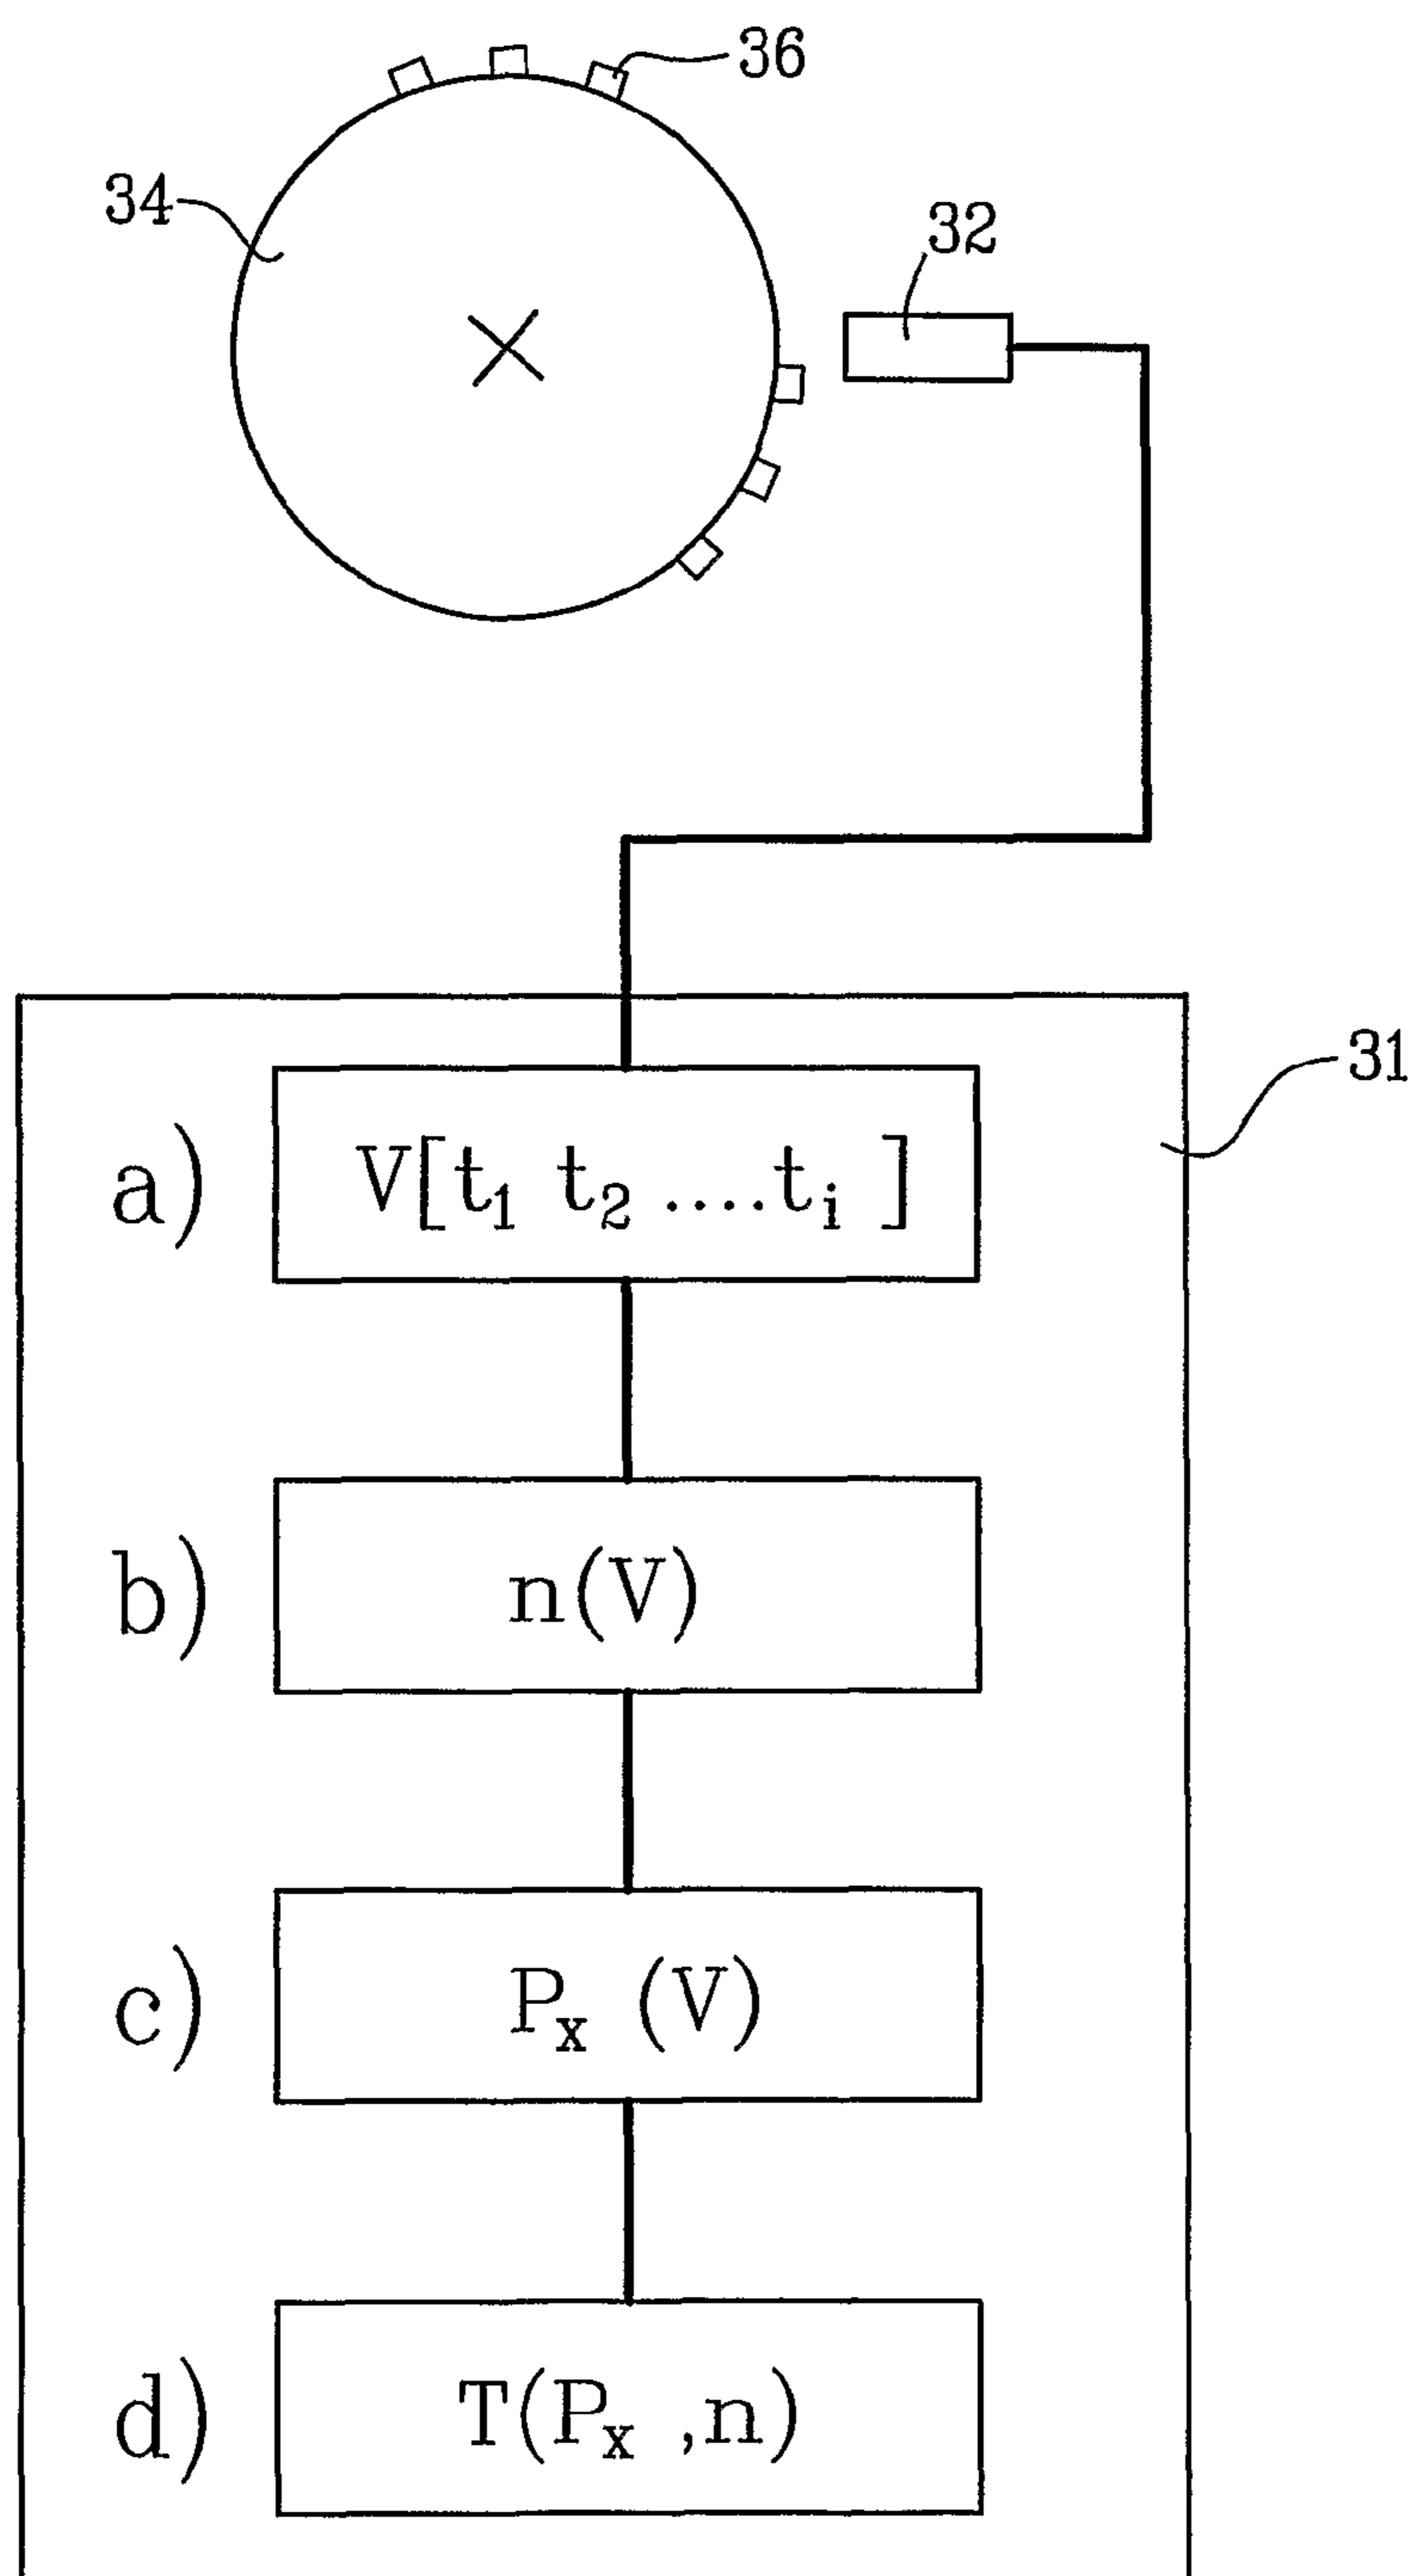 36
34
32
31
a) V[t₁ t₂ ....tᵢ ]
b) n(V)
c) Pₓ (V)
d) T(Pₓ ,n)